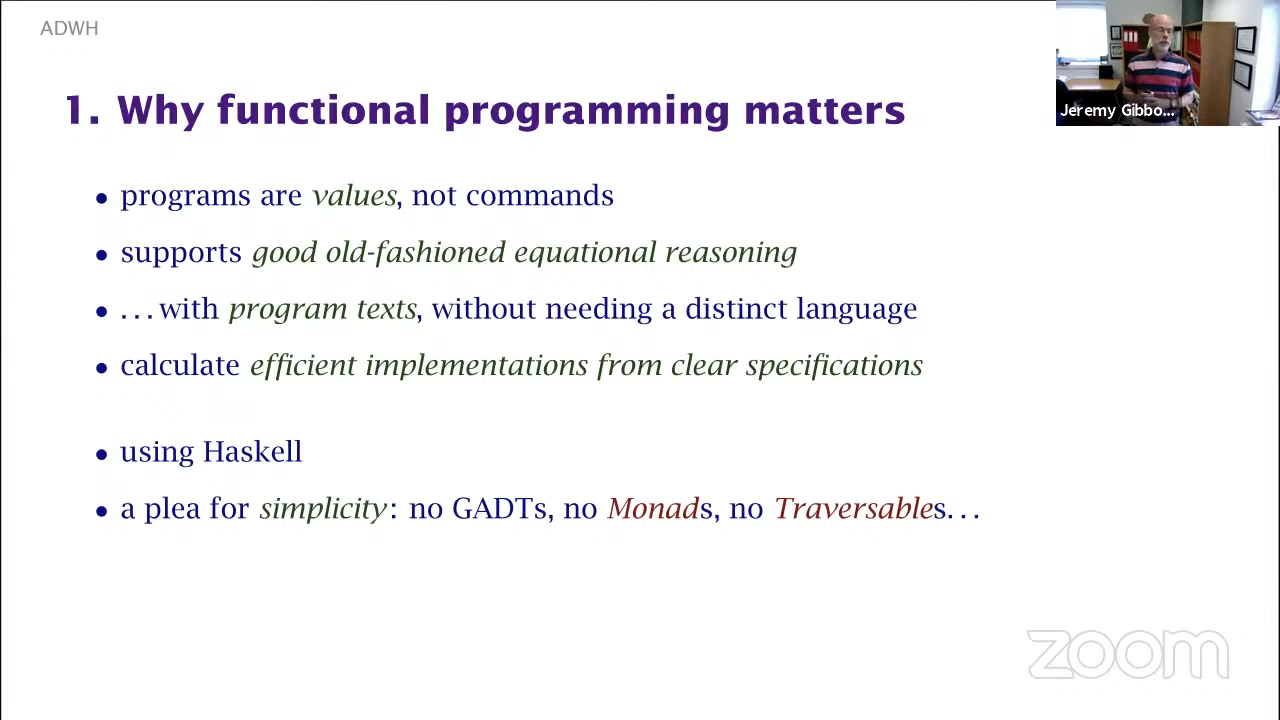 ADWH
Jeremy Gibbo...
1. Why functional programming matters
• programs are values, not commands
• supports good old-fashioned equational reasoning
• ...with program texts, without needing a distinct language
• calculate efficient implementations from clear specifications
• using Haskell
• a plea for simplicity: no GADTs, no Monads, no Traversables...
zoom